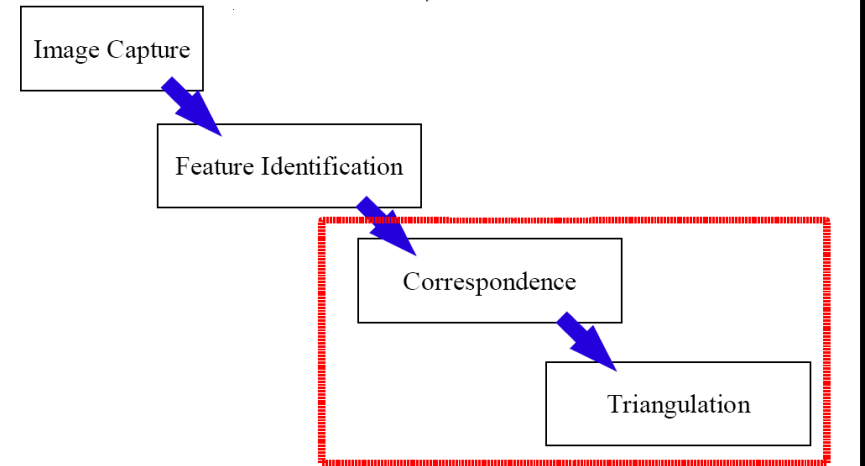 Image Capture
Feature Identification
Correspondence
Triangulation